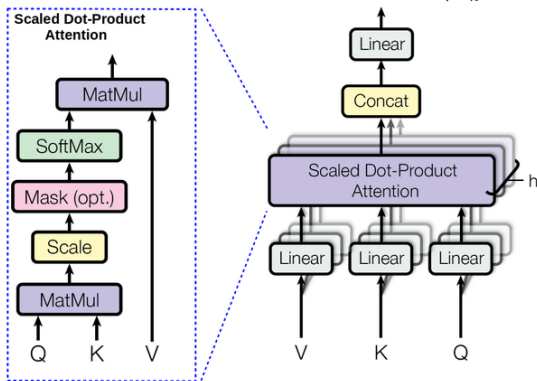 Scaled Dot-Product
Attention
MatMul
SoftMax
Mask (opt.)
Scale
MatMul
Q K V
Linear
Concat
Scaled Dot-Product
Attention
h
Linear Linear Linear
V K Q